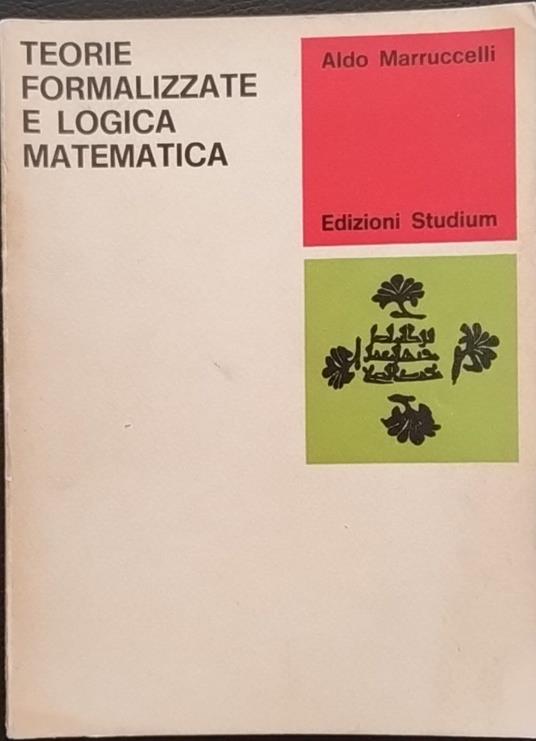 TEORIE
FORMALIZZATE
E LOGICA
MATEMATICA
Aldo Marruccelli
Edizioni Studium